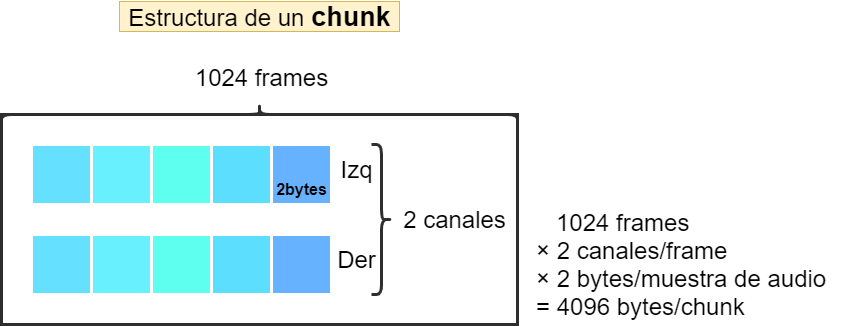 Estructura de un chunk
1024 frames
2bytes
Izq
Der
2 canales
1024 frames
× 2 canales/frame
× 2 bytes/muestra de audio
= 4096 bytes/chunk